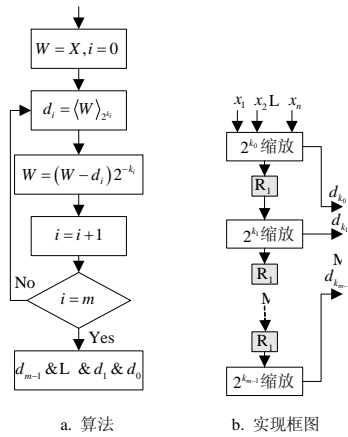 W = X, i = 0
d_i = ⟨W⟩_{2^{k_i}}
W = (W − d_i) 2^{−k_i}
i = i + 1
No
i = m
Yes
d_{m−1} & L & d_1 & d_0
a. 算法
x_1 x_2 L x_n
2^{k_0} 缩放
R_1
d_{k_0}
2^{k_1} 缩放
d_{k_1}
R_1
M
d_{k_{m−1}}
M
R_1
2^{k_{m−1}} 缩放
b. 实现框图